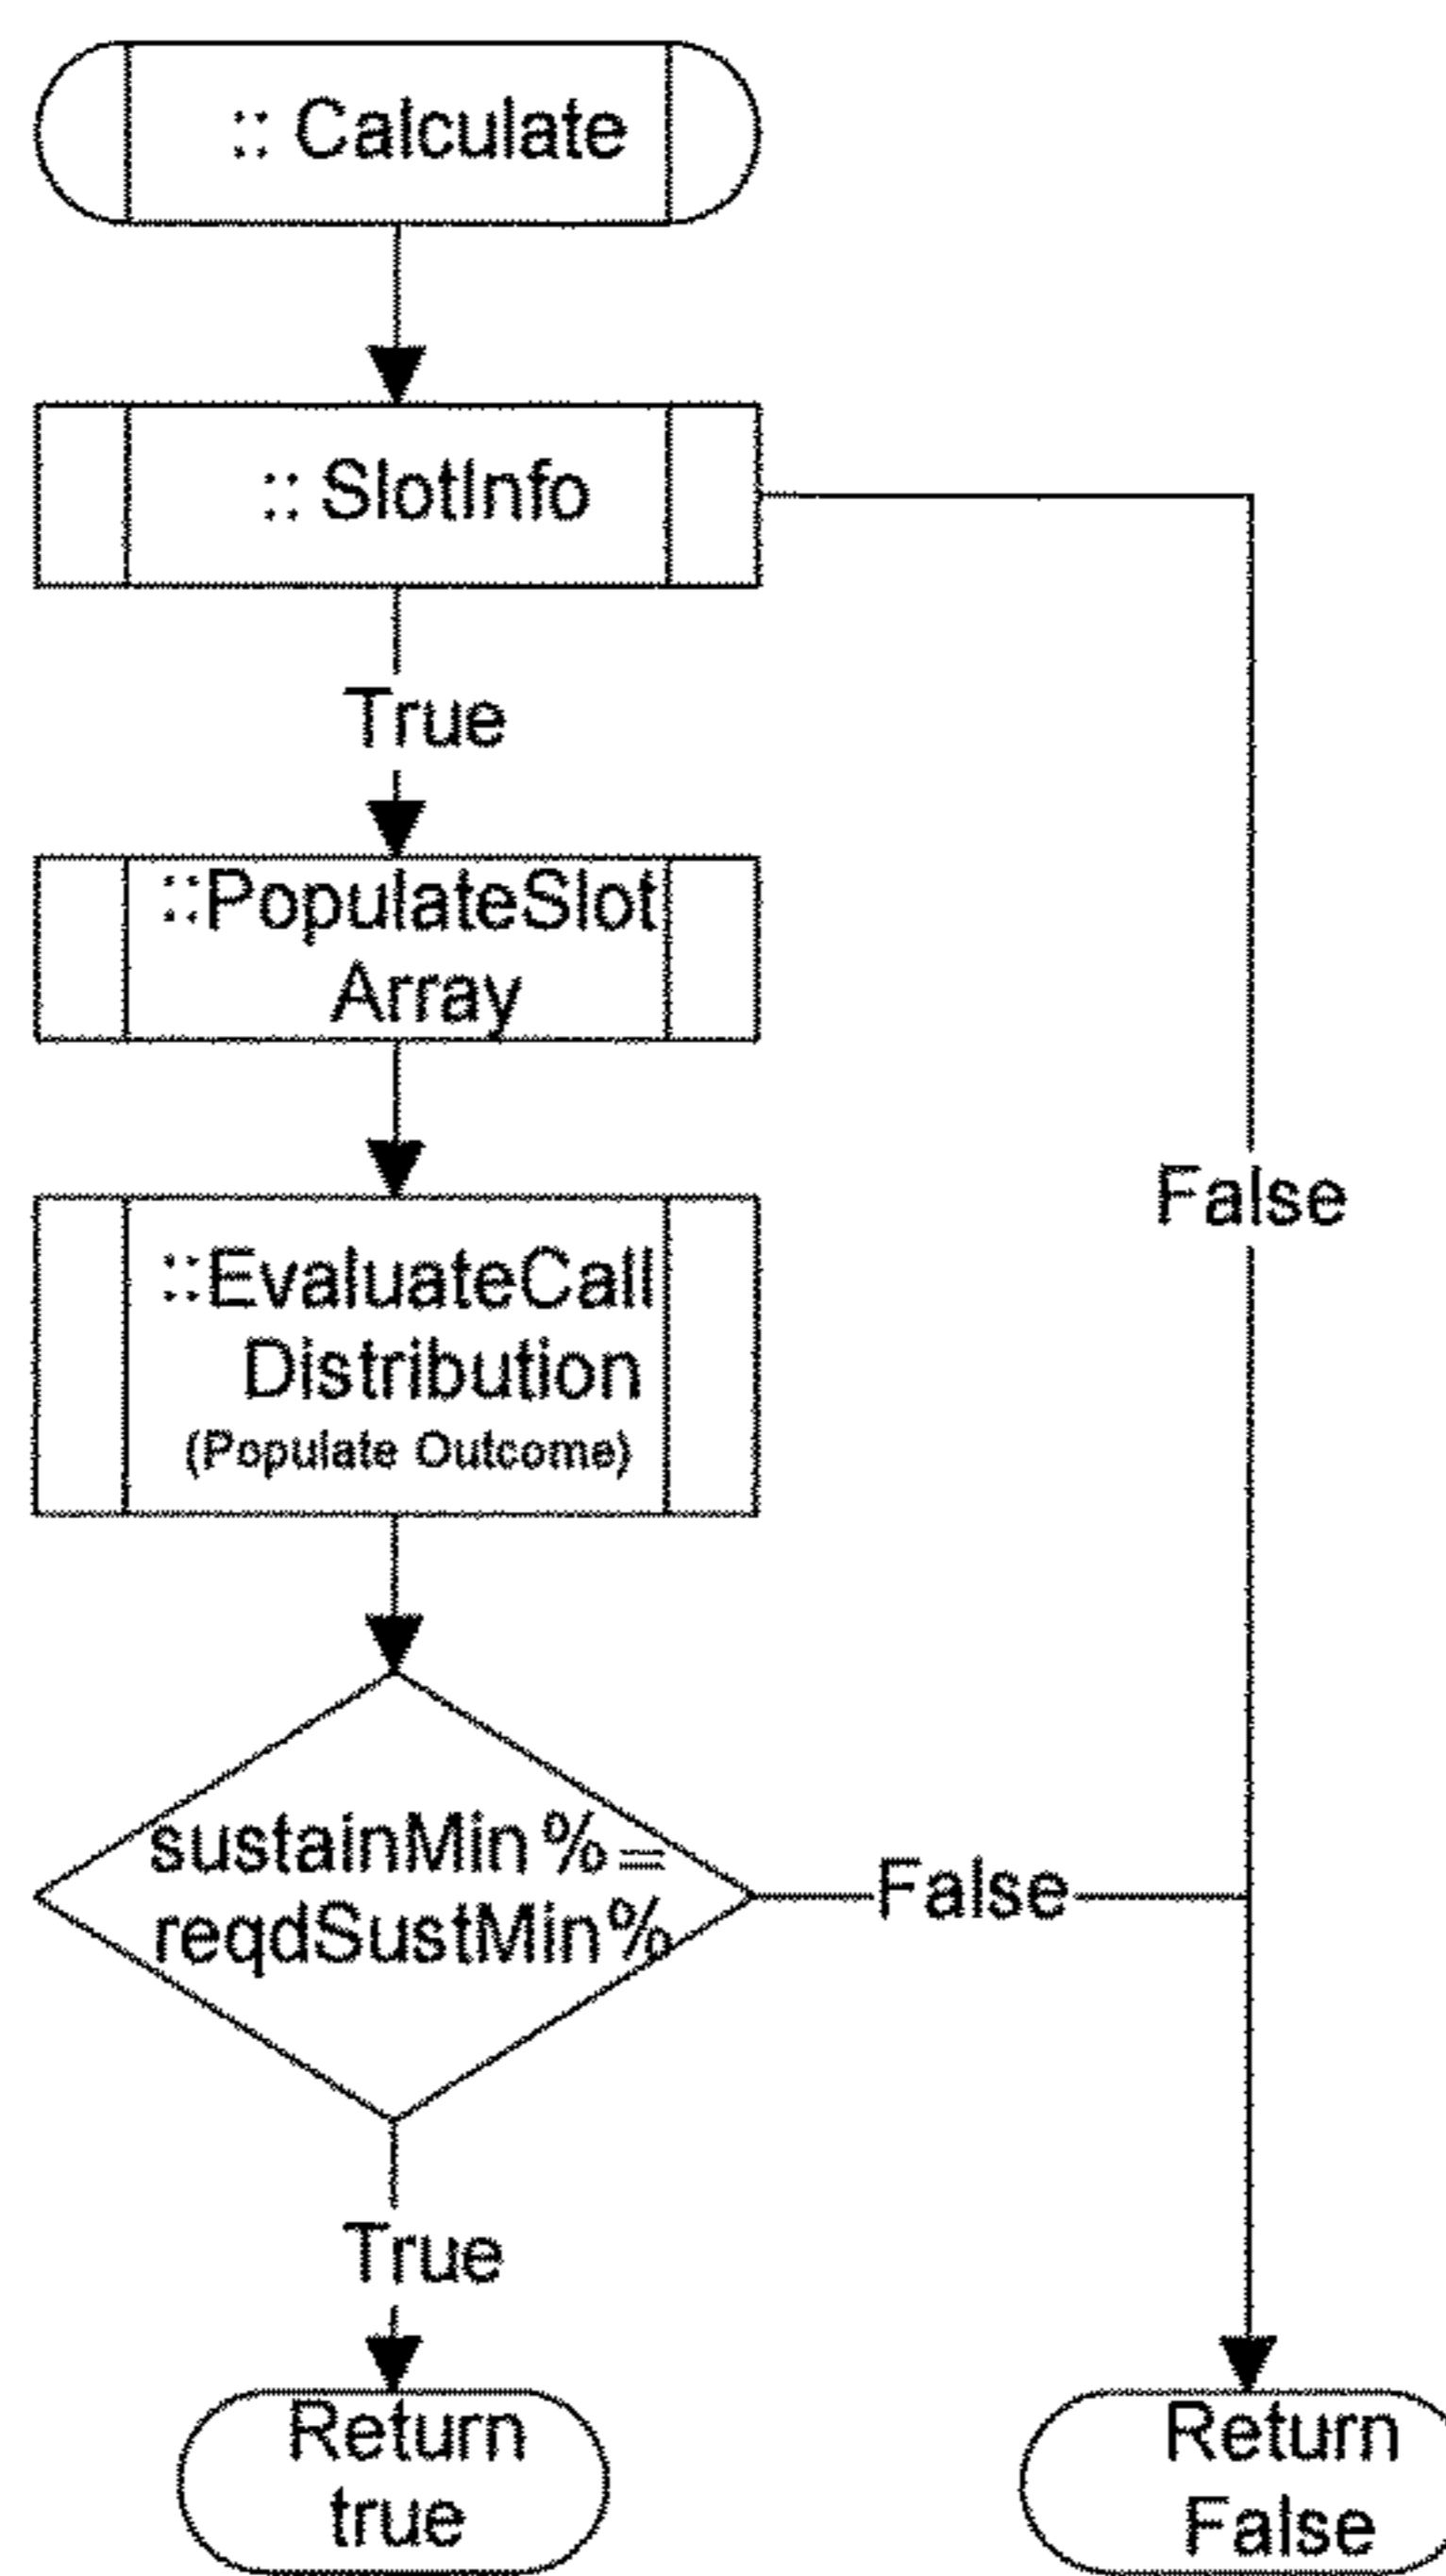 :: Calculate
:: SlotInfo
True
::PopulateSlot
Array
::EvaluateCall
Distribution
(Populate Outcome)
False
sustainMin%=
reqdSustMin%
False
True
Return
true
Return
False